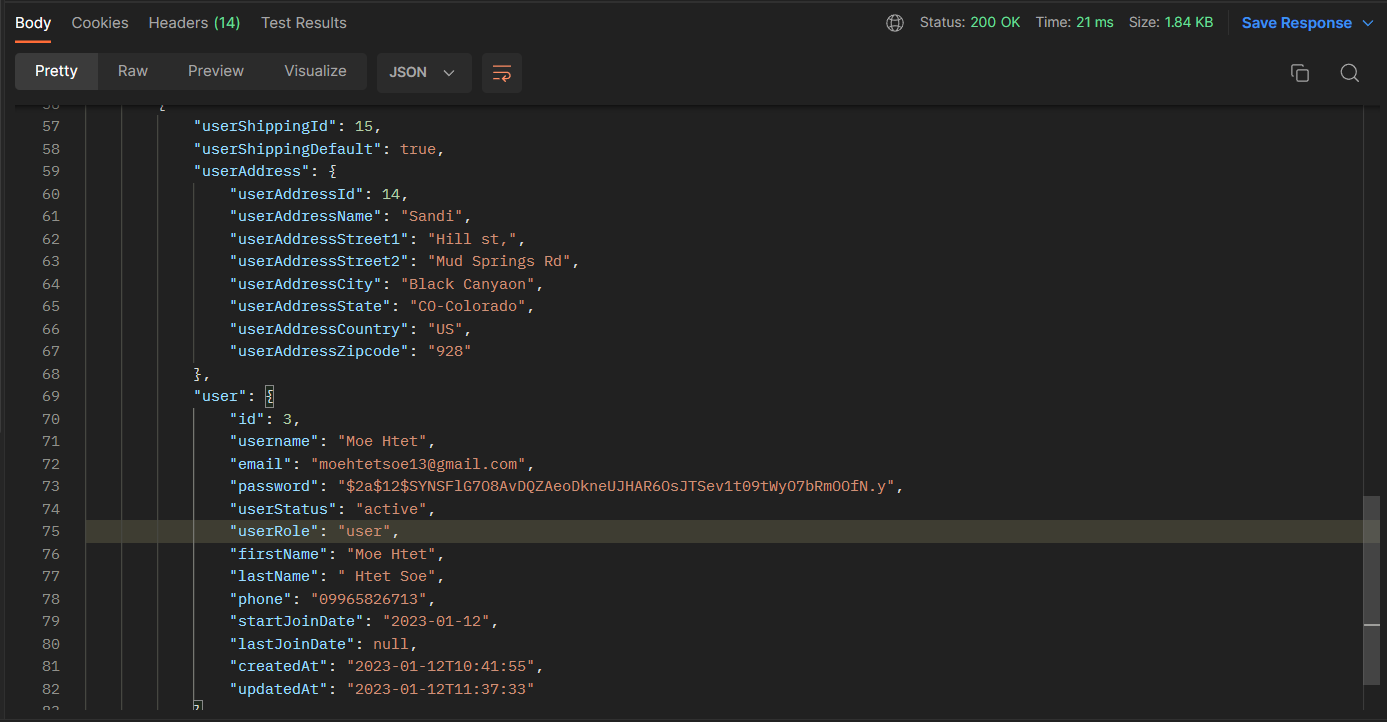 Body Cookies Headers (14) Test Results Status: 200 OK Time: 21 ms Size: 1.84 KB Save Response
Pretty Raw Preview Visualize JSON
56 {
57 "userShippingId": 15,
58 "userShippingDefault": true,
59 "userAddress": {
60 "userAddressId": 14,
61 "userAddressName": "Sandi",
62 "userAddressStreet1": "Hill st,",
63 "userAddressStreet2": "Mud Springs Rd",
64 "userAddressCity": "Black Canyaon",
65 "userAddressState": "CO-Colorado",
66 "userAddressCountry": "US",
67 "userAddressZipcode": "928"
68 },
69 "user": {
70 "id": 3,
71 "username": "Moe Htet",
72 "email": "moehtetsoe13@gmail.com",
73 "password": "$2a$12$SYNSFlG7O8AvDQZAeoDkneUJHAR6OsJTSev1t09tWyO7bRmOOfN.y",
74 "userStatus": "active",
75 "userRole": "user",
76 "firstName": "Moe Htet",
77 "lastName": " Htet Soe",
78 "phone": "09965826713",
79 "startJoinDate": "2023-01-12",
80 "lastJoinDate": null,
81 "createdAt": "2023-01-12T10:41:55",
82 "updatedAt": "2023-01-12T11:37:33"
83 }